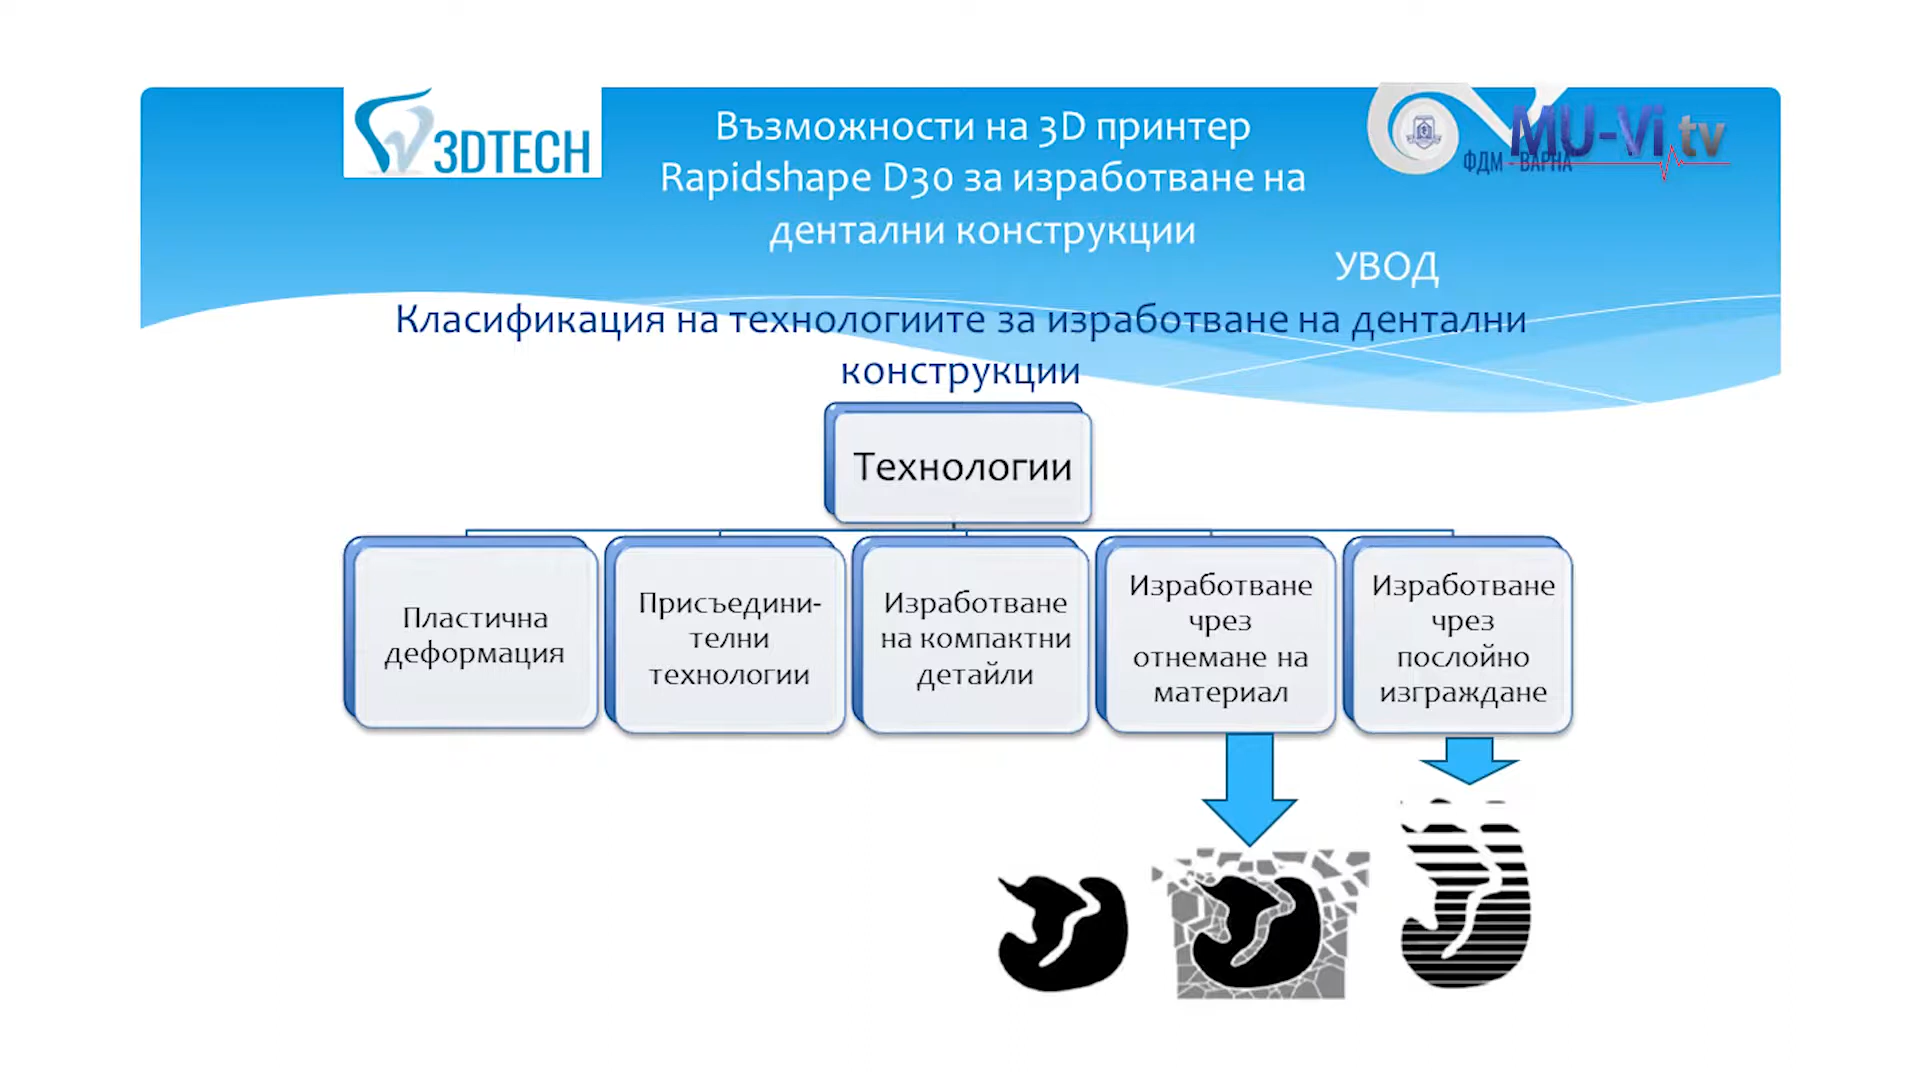 3DTECH
Възможности на 3D принтер
Rapidshape D30 за изработване на
дентални конструкции
ФДМ - ВАРНА
MU-Vi tv
УВОД
Класификация на технологиите за изработване на дентални
конструкции
Технологии
Пластична
деформация
Присъедини-
телни
технологии
Изработване
на компактни
детайли
Изработване
чрез
отнемане на
материал
Изработване
чрез
послойно
изграждане